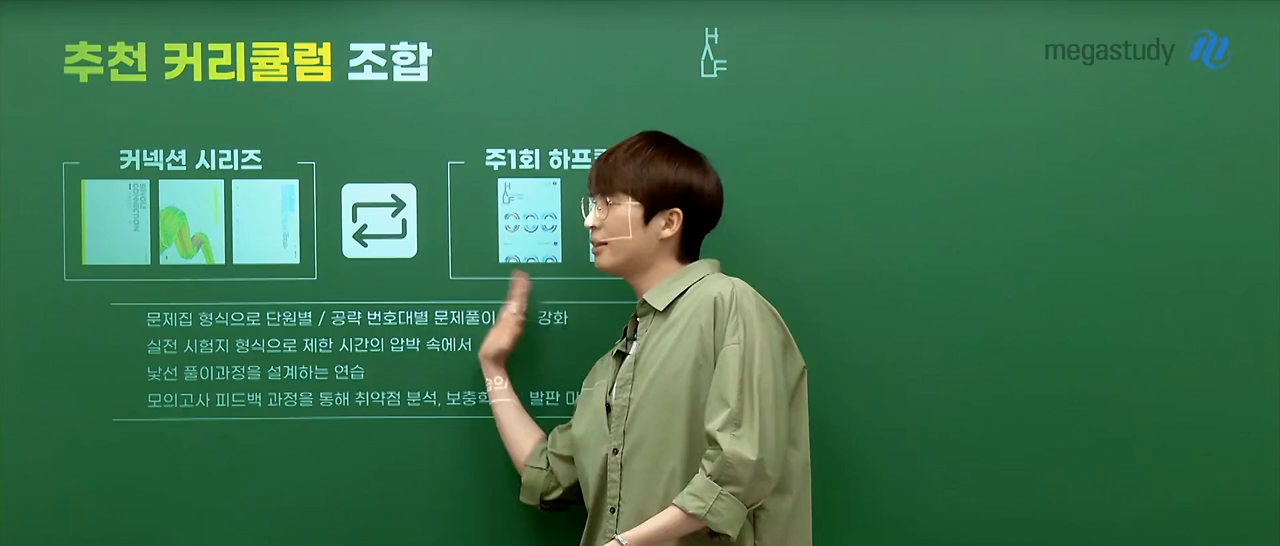 추천 커리큘럼 조합
HALF
megastudy
커넥션 시리즈
주1회 하프
문제집 형식으로 단원별 / 공략 번호대별 문제풀이 강화
실전 시험지 형식으로 제한 시간의 압박 속에서
낯선 풀이과정을 설계하는 연습
모의고사 피드백 과정을 통해 취약점 분석, 보충 발판